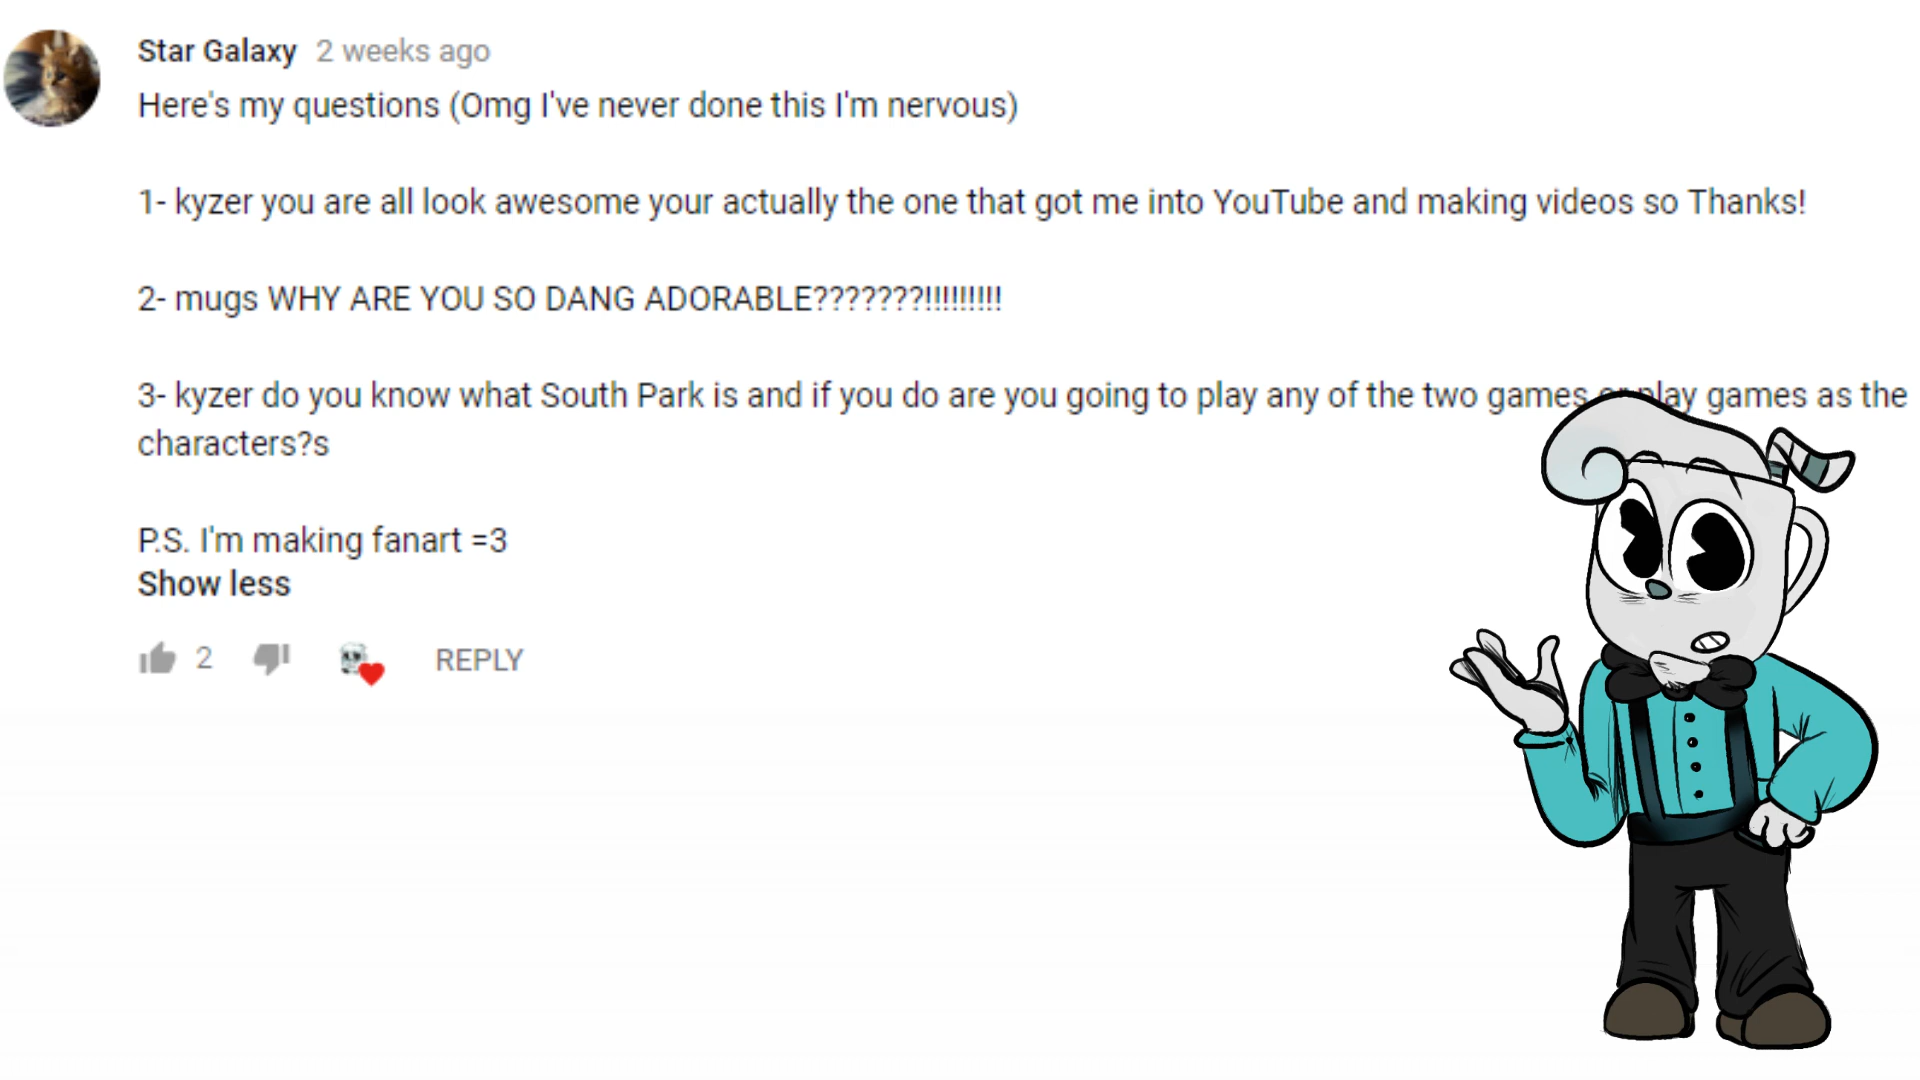 Star Galaxy 2 weeks ago
Here's my questions (Omg I've never done this I'm nervous)
1- kyzer you are all look awesome your actually the one that got me into YouTube and making videos so Thanks!
2- mugs WHY ARE YOU SO DANG ADORABLE???????!!!!!!!!!
3- kyzer do you know what South Park is and if you do are you going to play any of the two games or play games as the
characters?s
P.S. I'm making fanart =3
Show less
2 REPLY